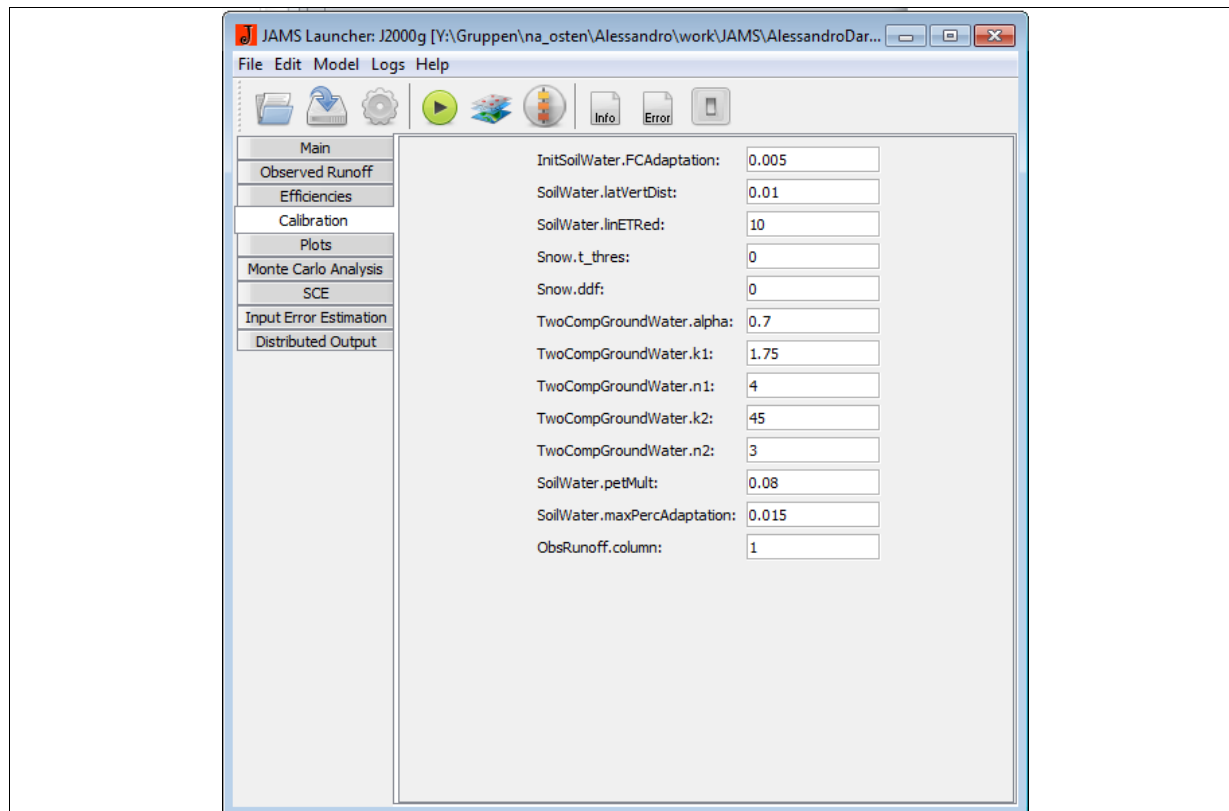 JAMS Launcher: J2000g [Y:\Gruppen\na_osten\Alessandro\work\JAMS\AlessandroDar...
File Edit Model Logs Help
Info Error
Main
Observed Runoff
Efficiencies
Calibration
Plots
Monte Carlo Analysis
SCE
Input Error Estimation
Distributed Output
InitSoilWater.FCAdaptation: 0.005
SoilWater.latVertDist: 0.01
SoilWater.linETRed: 10
Snow.t_thres: 0
Snow.ddf: 0
TwoCompGroundWater.alpha: 0.7
TwoCompGroundWater.k1: 1.75
TwoCompGroundWater.n1: 4
TwoCompGroundWater.k2: 45
TwoCompGroundWater.n2: 3
SoilWater.petMult: 0.08
SoilWater.maxPercAdaptation: 0.015
ObsRunoff.column: 1